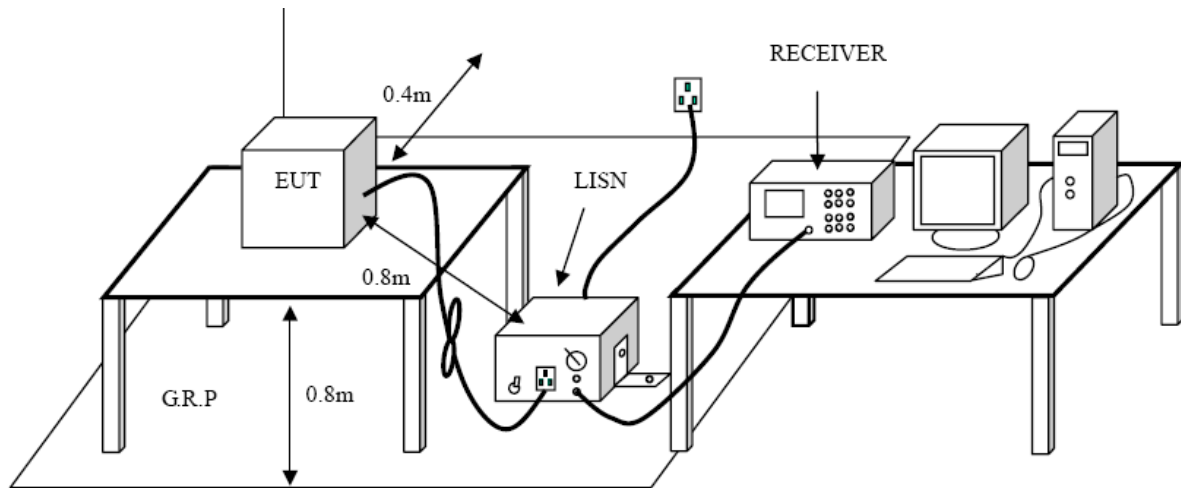 RECEIVER
0.4m
EUT
LISN
0.8m
G.R.P
0.8m